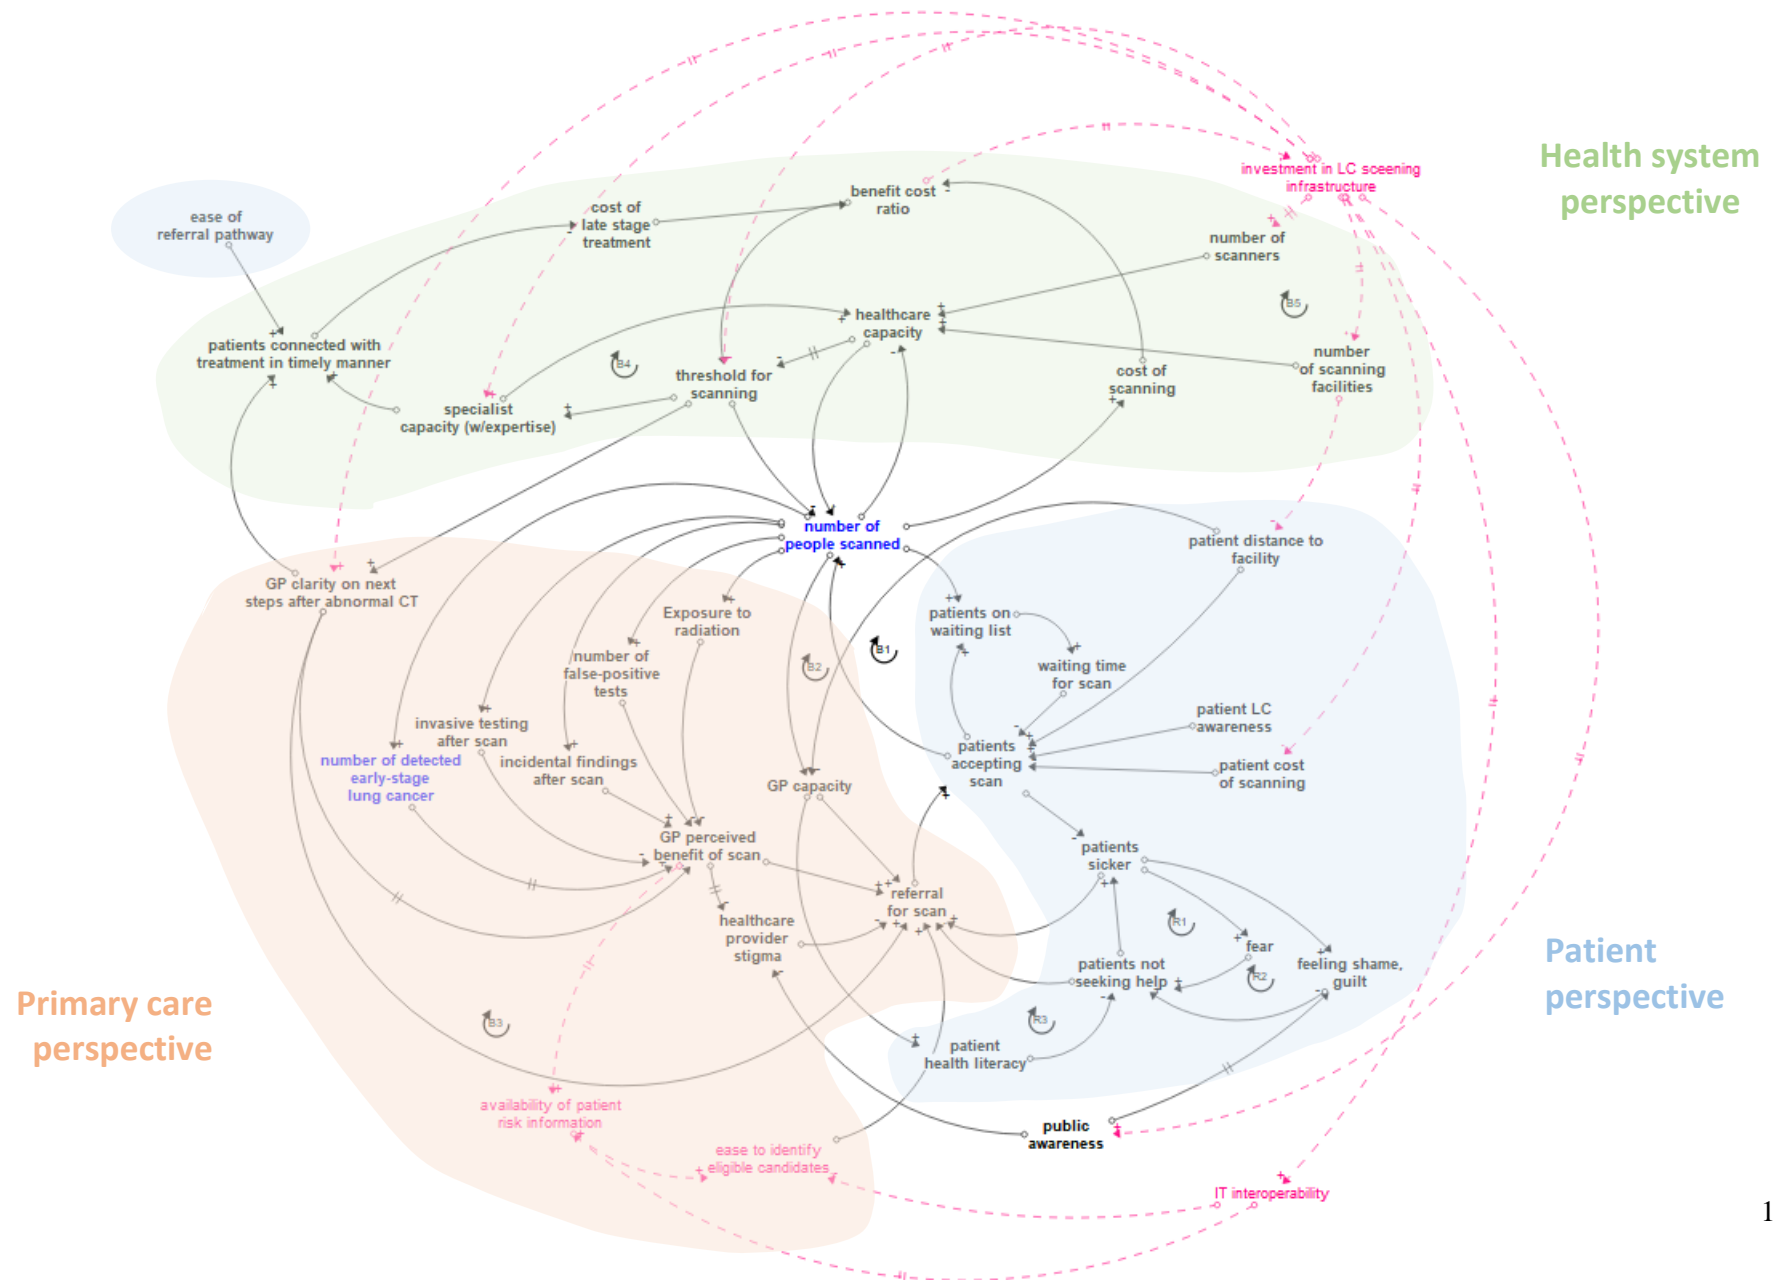 Health system
perspective
investment in LC sceening
infrastructure
benefit cost
ratio
ease of
referral pathway
cost of
late stage
treatment
number of
scanners
B5
healthcare
capacity
patients connected with
treatment in timely manner
B4
threshold for
scanning
cost of
scanning
number
of scanning
facilities
specialist
capacity (w/expertise)
number of
people scanned
patient distance to
facility
GP clarity on next
steps after abnormal CT
Exposure to
radiation
patients on
waiting list
B1
B2
number of
false-positive
tests
waiting time
for scan
invasive testing
after scan
patient LC
awareness
number of detected
early-stage
lung cancer
incidental findings
after scan
patients
accepting
scan
patient cost
of scanning
GP capacity
GP perceived
benefit of scan
patients
sicker
referral
for scan
healthcare
provider
stigma
R1
fear
R2
patients not
seeking help
feeling shame,
guilt
Patient
perspective
Primary care
perspective
B3
R3
patient
health literacy
availability of patient
risk information
public
awareness
ease to identify
eligible candidates
IT interoperability
1